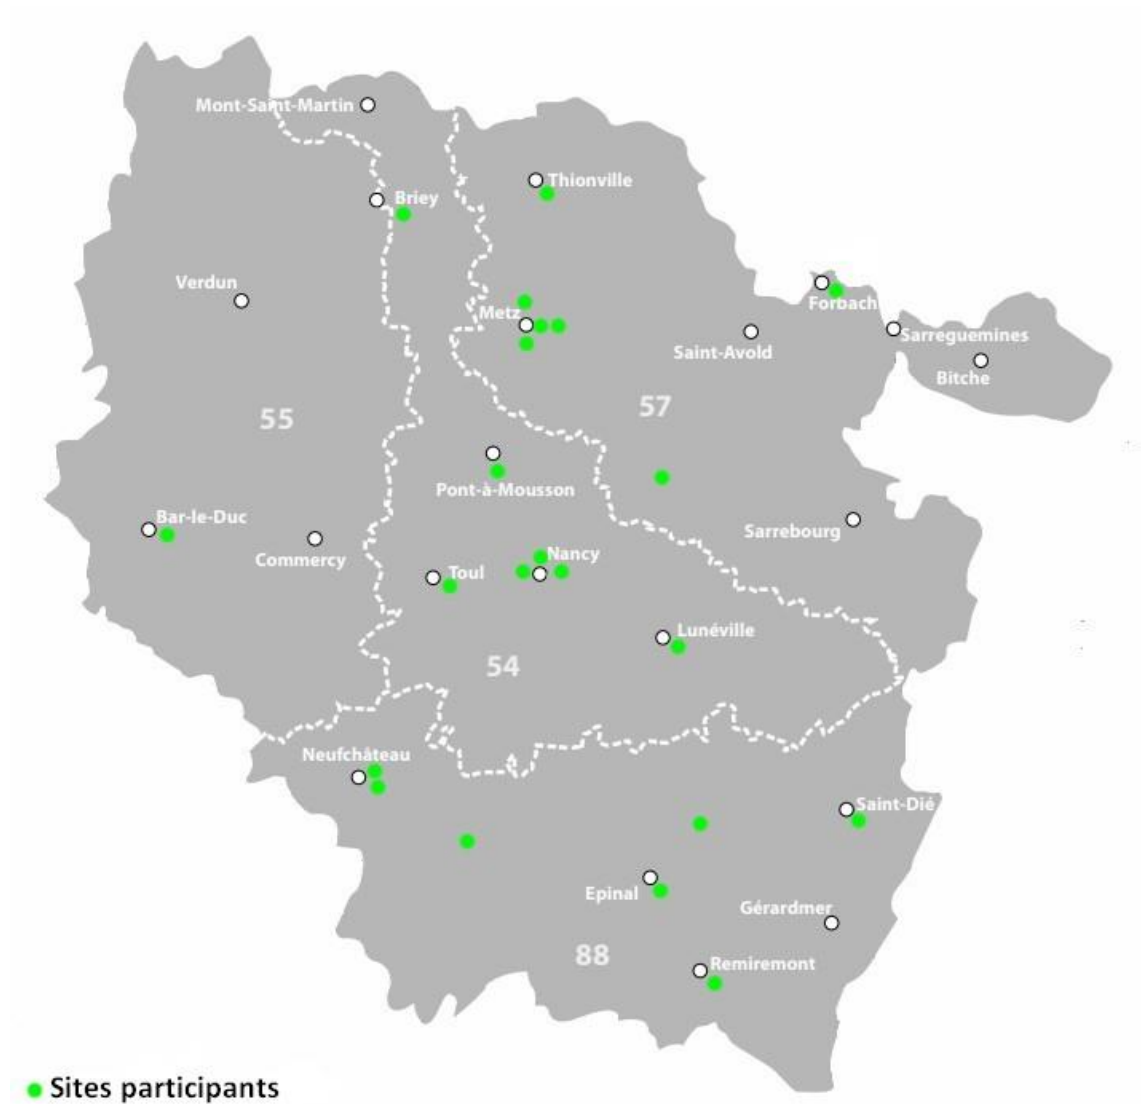 Mont-Saint-Martin
Thionville
Briey
Verdun
Metz
Forbach
Sarreguemines
Saint-Avold
Bitche
57
55
Pont-à-Mousson
Bar-le-Duc
Sarrebourg
Commercy
Nancy
Toul
Lunéville
54
Neufchâteau
Saint-Dié
Epinal
Gérardmer
88
Remiremont
Sites participants